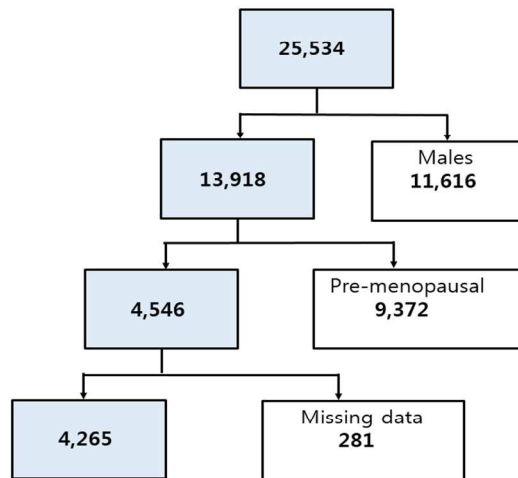 25,534
13,918
Males
11,616
4,546
Pre-menopausal
9,372
4,265
Missing data
281